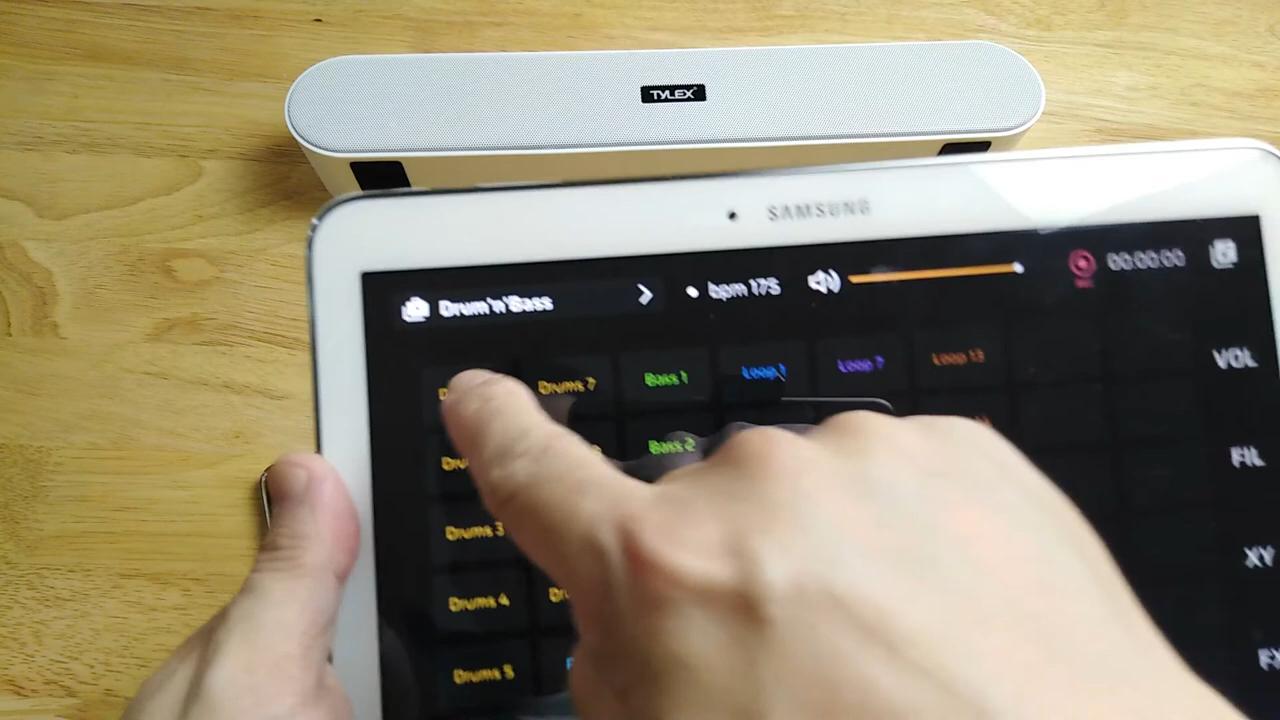 TYLEX
SAMSUNG
Drum'n'Bass
bpm 175
00:00:00
Drums 7
Bass 1
Loop 1
Loop 7
Loop 13
VOL
Bass 2
FIL
Drums 3
XY
Drums 4
FX
Drums 5